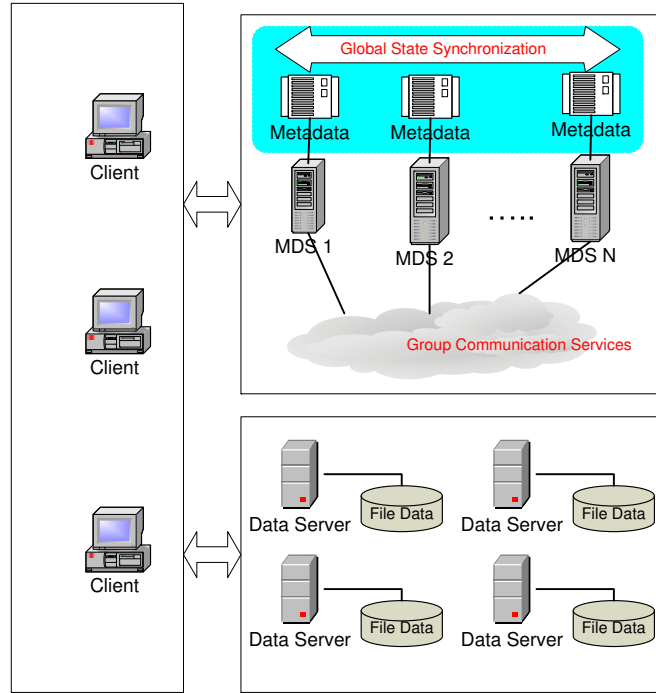 Global State Synchronization
Metadata
Metadata
Metadata
Client
MDS 1
MDS 2
.....
MDS N
Client
Group Communication Services
File Data
File Data
Data Server
Data Server
Client
File Data
File Data
Data Server
Data Server